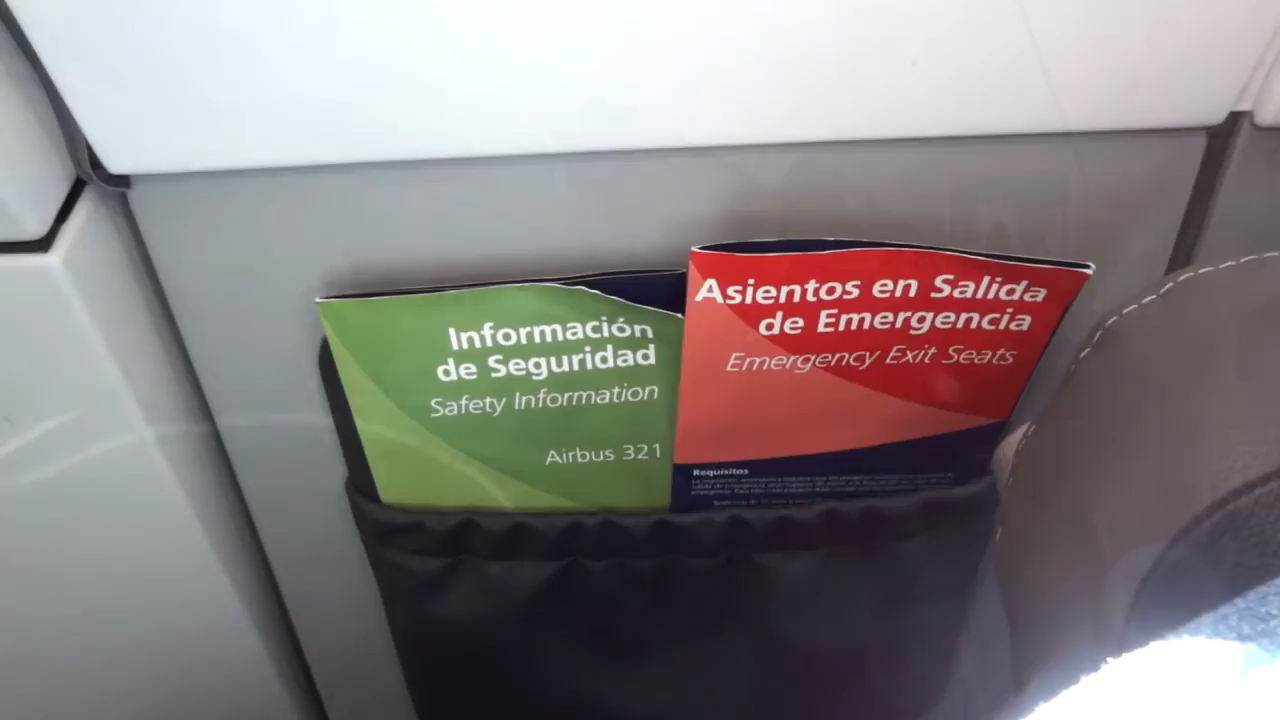 Información
de Seguridad
Safety Information
Airbus 321
Asientos en Salida
de Emergencia
Emergency Exit Seats
Requisitos